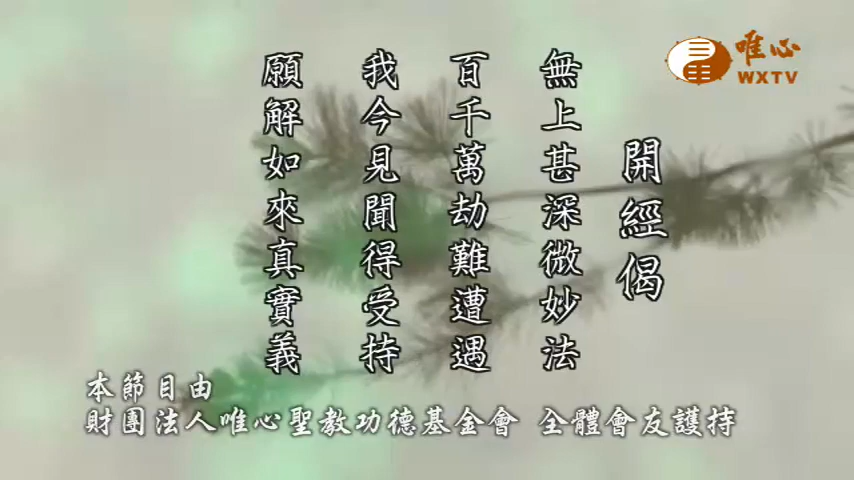 開經偈
無上甚深微妙法
百千萬劫難遭遇
我今見聞得受持
願解如來真實義
本節目由
財團法人唯心聖教功德基金會 全體會友護持
唯心
WXTV